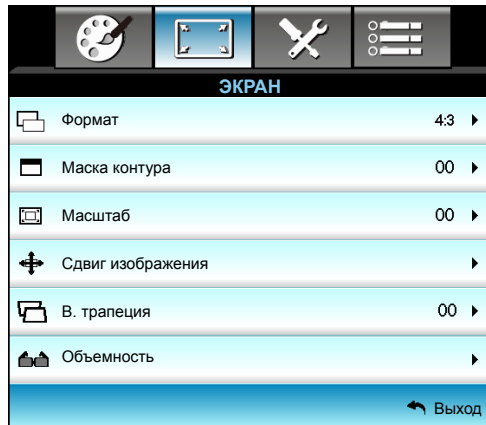 ЭКРАН
Формат 4:3
Маска контура 00
Масштаб 00
Сдвиг изображения
В. трапеция 00
Объемность
Выход